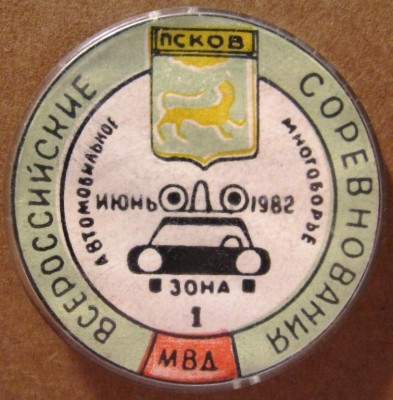 ПСКОВ
ВСЕРОССИЙСКИЕ СОРЕВНОВАНИЯ
АВТОМОБИЛЬНОЕ МНОГОБОРЬЕ
ИЮНЬ 1982
ЗОНА
1
МВД